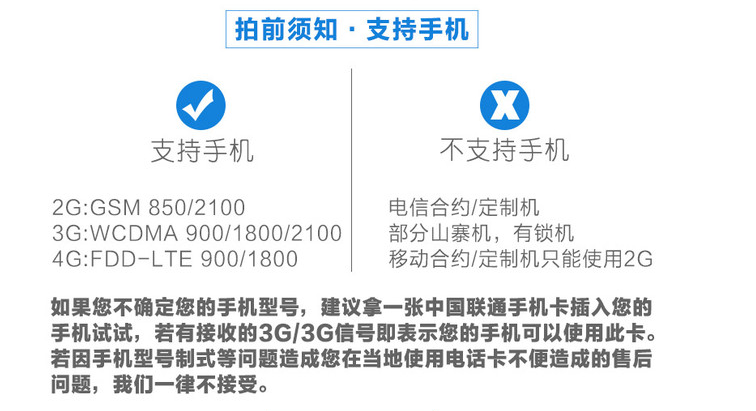 拍前须知·支持手机
支持手机
2G:GSM 850/2100
3G:WCDMA 900/1800/2100
4G:FDD-LTE 900/1800
不支持手机
电信合约/定制机
部分山寨机，有锁机
移动合约/定制机只能使用2G
如果您不确定您的手机型号，建议拿一张中国联通手机卡插入您的
手机试试，若有接收的3G/3G信号即表示您的手机可以使用此卡。
若因手机型号制式等问题造成您在当地使用电话卡不便造成的售后
问题，我们一律不接受。